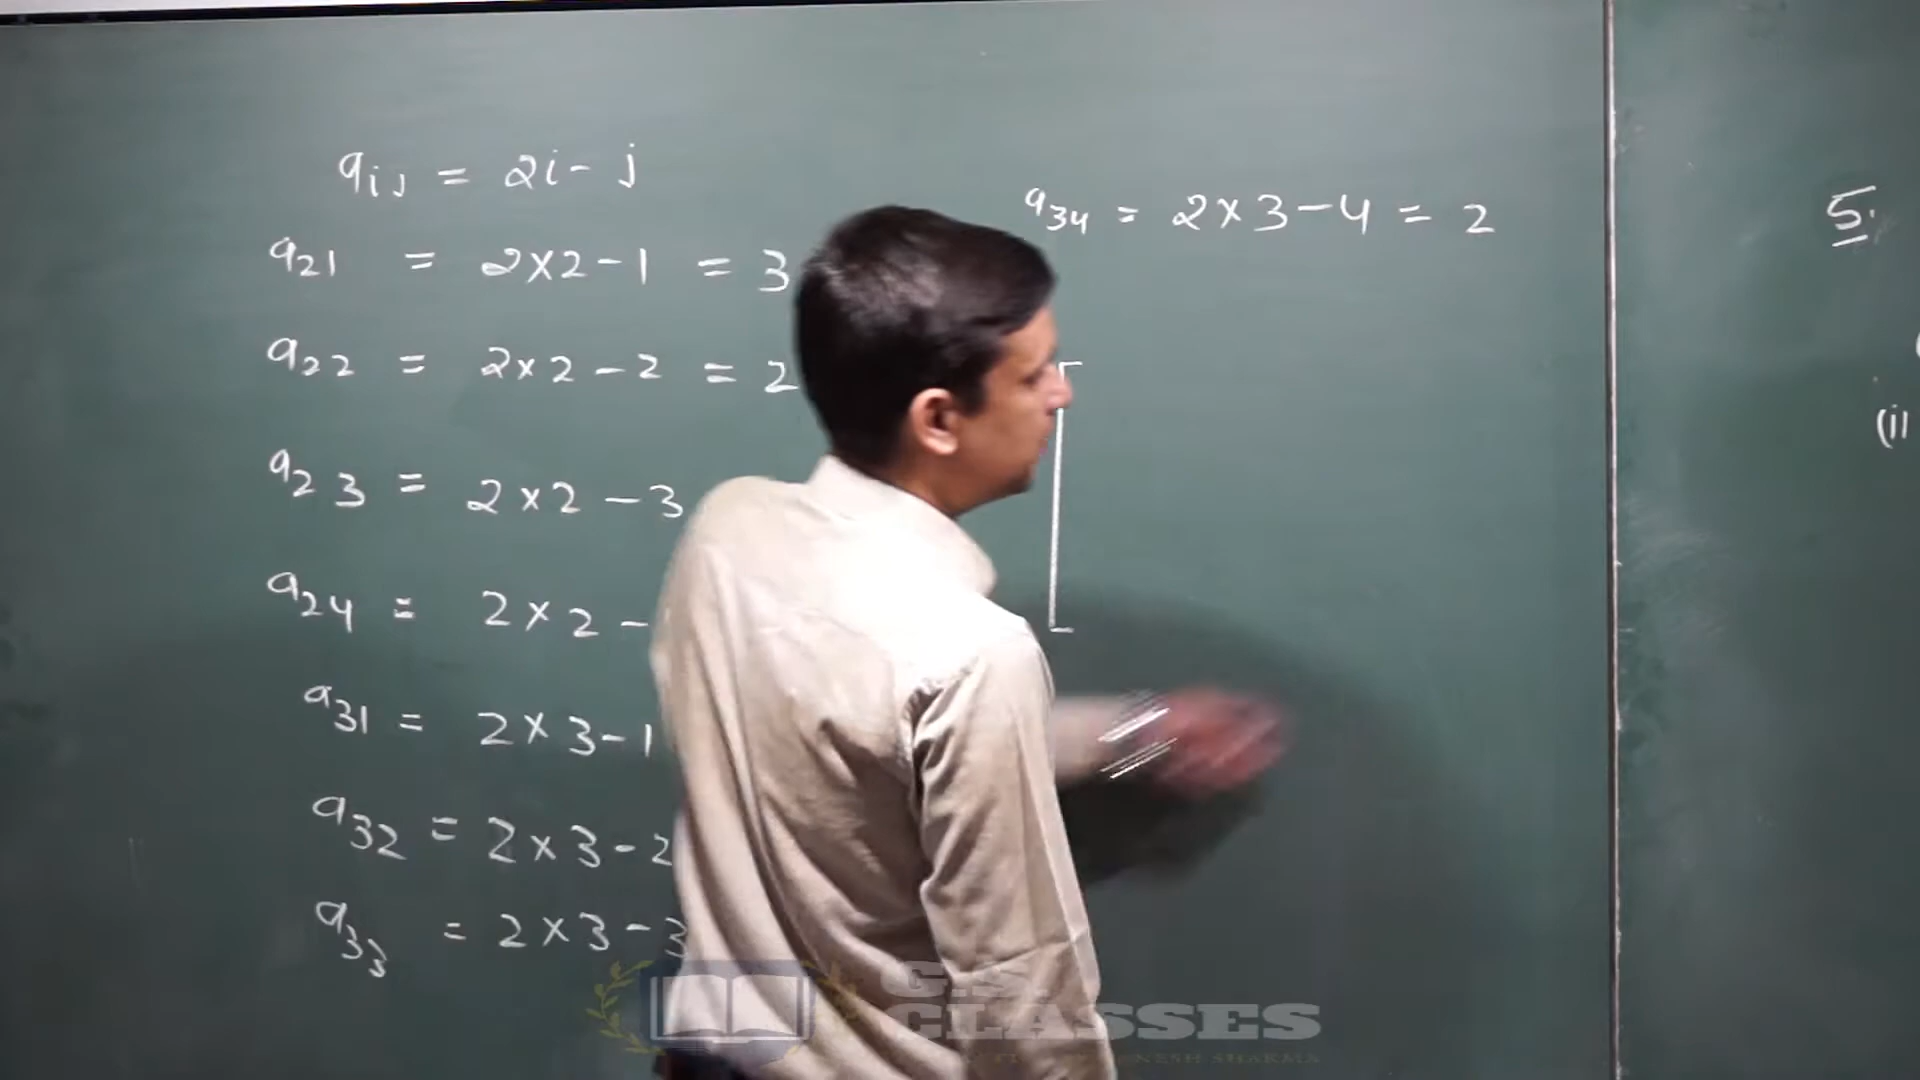 aij = 2i - j
a21 = 2×2-1 = 3
a22 = 2×2-2 = 2
a23 = 2×2-3
a24 = 2×2-
a31 = 2×3-1
a32 = 2×3-2
a33 = 2×3-3
a34 = 2×3-4 = 2
[
5.
(i)
G.S.
CLASSES